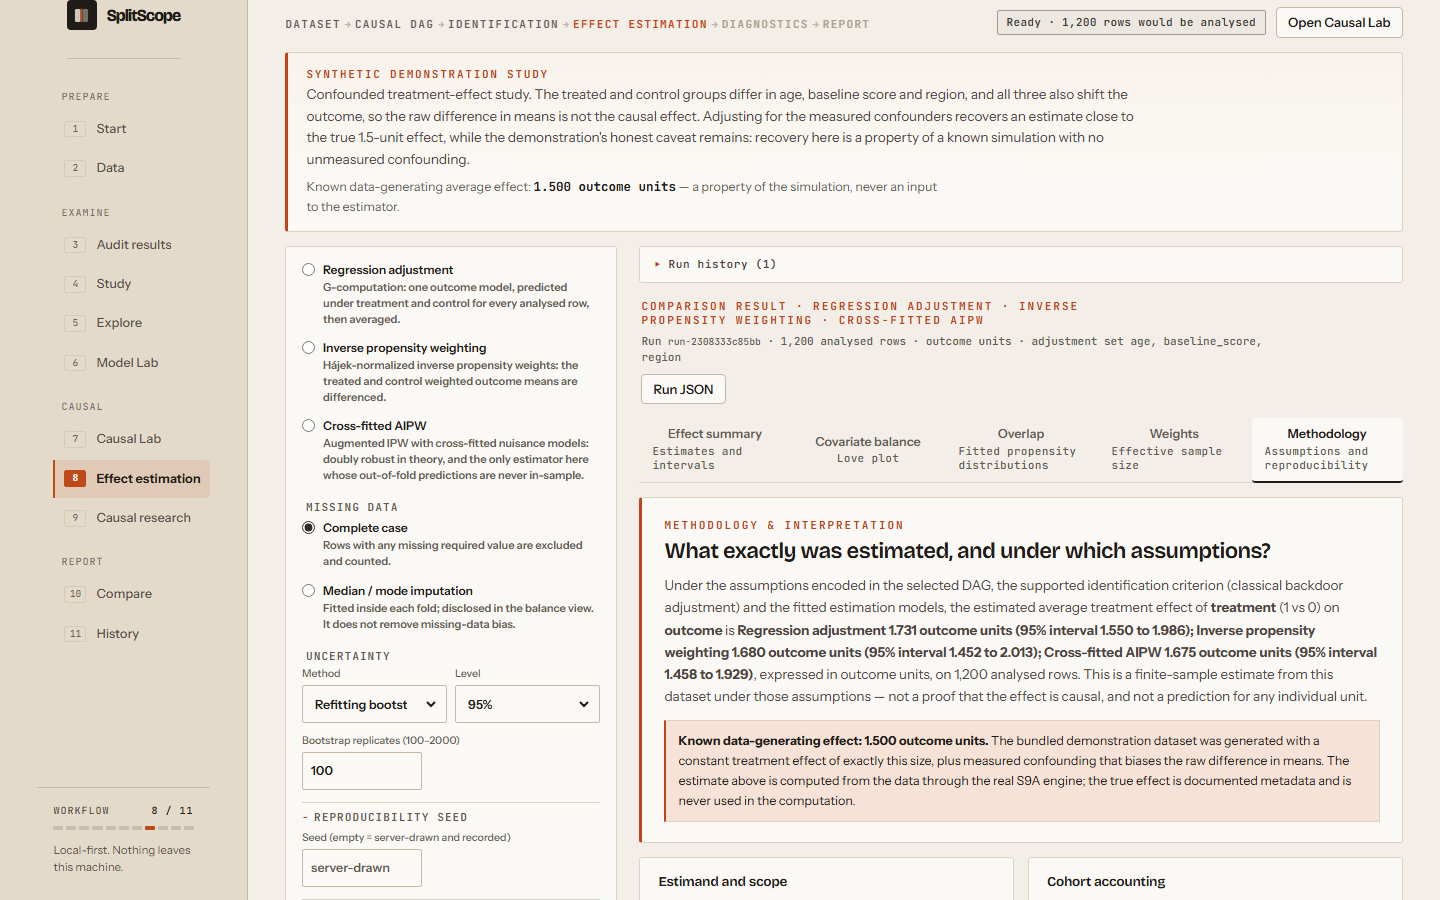 SplitScope
PREPARE
1 Start
2 Data
EXAMINE
3 Audit results
4 Study
5 Explore
6 Model Lab
CAUSAL
7 Causal Lab
8 Effect estimation
9 Causal research
REPORT
10 Compare
11 History
WORKFLOW 8 / 11
Local-first. Nothing leaves
this machine.
DATASET → CAUSAL DAG → IDENTIFICATION → EFFECT ESTIMATION → DIAGNOSTICS → REPORT
Ready · 1,200 rows would be analysed
Open Causal Lab
SYNTHETIC DEMONSTRATION STUDY
Confounded treatment-effect study. The treated and control groups differ in age, baseline score and region, and all three also shift the
outcome, so the raw difference in means is not the causal effect. Adjusting for the measured confounders recovers an estimate close to
the true 1.5-unit effect, while the demonstration's honest caveat remains: recovery here is a property of a known simulation with no
unmeasured confounding.
Known data-generating average effect: 1.500 outcome units — a property of the simulation, never an input
to the estimator.
Regression adjustment
G-computation: one outcome model, predicted
under treatment and control for every analysed row,
then averaged.
Inverse propensity weighting
Hájek-normalized inverse propensity weights: the
treated and control weighted outcome means are
differenced.
Cross-fitted AIPW
Augmented IPW with cross-fitted nuisance models:
doubly robust in theory, and the only estimator here
whose out-of-fold predictions are never in-sample.
MISSING DATA
Complete case
Rows with any missing required value are excluded
and counted.
Median / mode imputation
Fitted inside each fold; disclosed in the balance view.
It does not remove missing-data bias.
UNCERTAINTY
Method Level
Refitting bootst 95%
Bootstrap replicates (100–2000)
100
- REPRODUCIBILITY SEED
Seed (empty = server-drawn and recorded)
server-drawn
▸ Run history (1)
COMPARISON RESULT · REGRESSION ADJUSTMENT · INVERSE
PROPENSITY WEIGHTING · CROSS-FITTED AIPW
Run run-2308333c85bb · 1,200 analysed rows · outcome units · adjustment set age, baseline_score,
region
Run JSON
Effect summary
Estimates and
intervals
Covariate balance
Love plot
Overlap
Fitted propensity
distributions
Weights
Effective sample
size
Methodology
Assumptions and
reproducibility
METHODOLOGY & INTERPRETATION
What exactly was estimated, and under which assumptions?
Under the assumptions encoded in the selected DAG, the supported identification criterion (classical backdoor
adjustment) and the fitted estimation models, the estimated average treatment effect of treatment (1 vs 0) on
outcome is Regression adjustment 1.731 outcome units (95% interval 1.550 to 1.986); Inverse propensity
weighting 1.680 outcome units (95% interval 1.452 to 2.013); Cross-fitted AIPW 1.675 outcome units (95% interval
1.458 to 1.929), expressed in outcome units, on 1,200 analysed rows. This is a finite-sample estimate from this
dataset under those assumptions — not a proof that the effect is causal, and not a prediction for any individual unit.
Known data-generating effect: 1.500 outcome units. The bundled demonstration dataset was generated with a
constant treatment effect of exactly this size, plus measured confounding that biases the raw difference in means. The
estimate above is computed from the data through the real S9A engine; the true effect is documented metadata and is
never used in the computation.
Estimand and scope
Cohort accounting